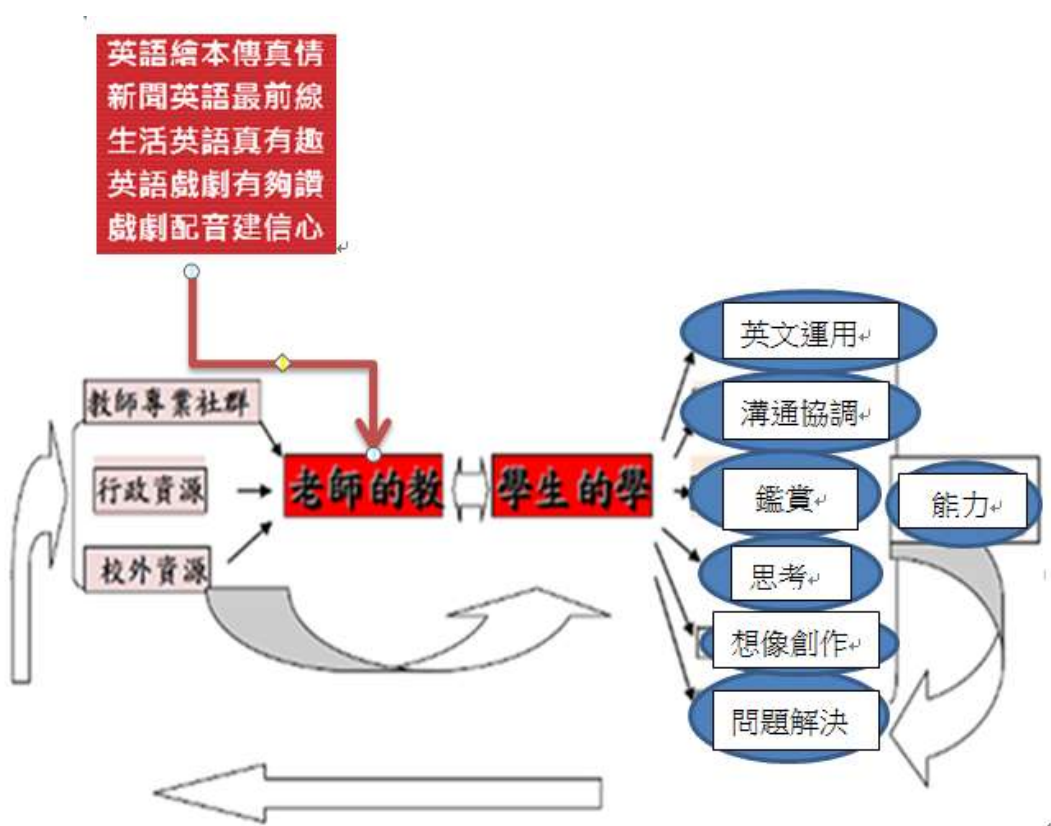 英語繪本傳真情
新聞英語最前線
生活英語真有趣
英語戲劇有夠讚
戲劇配音建信心
教師專業社群
行政資源
校外資源
老師的教
學生的學
英文運用
溝通協調
鑑賞
思考
想像創作
問題解決
能力